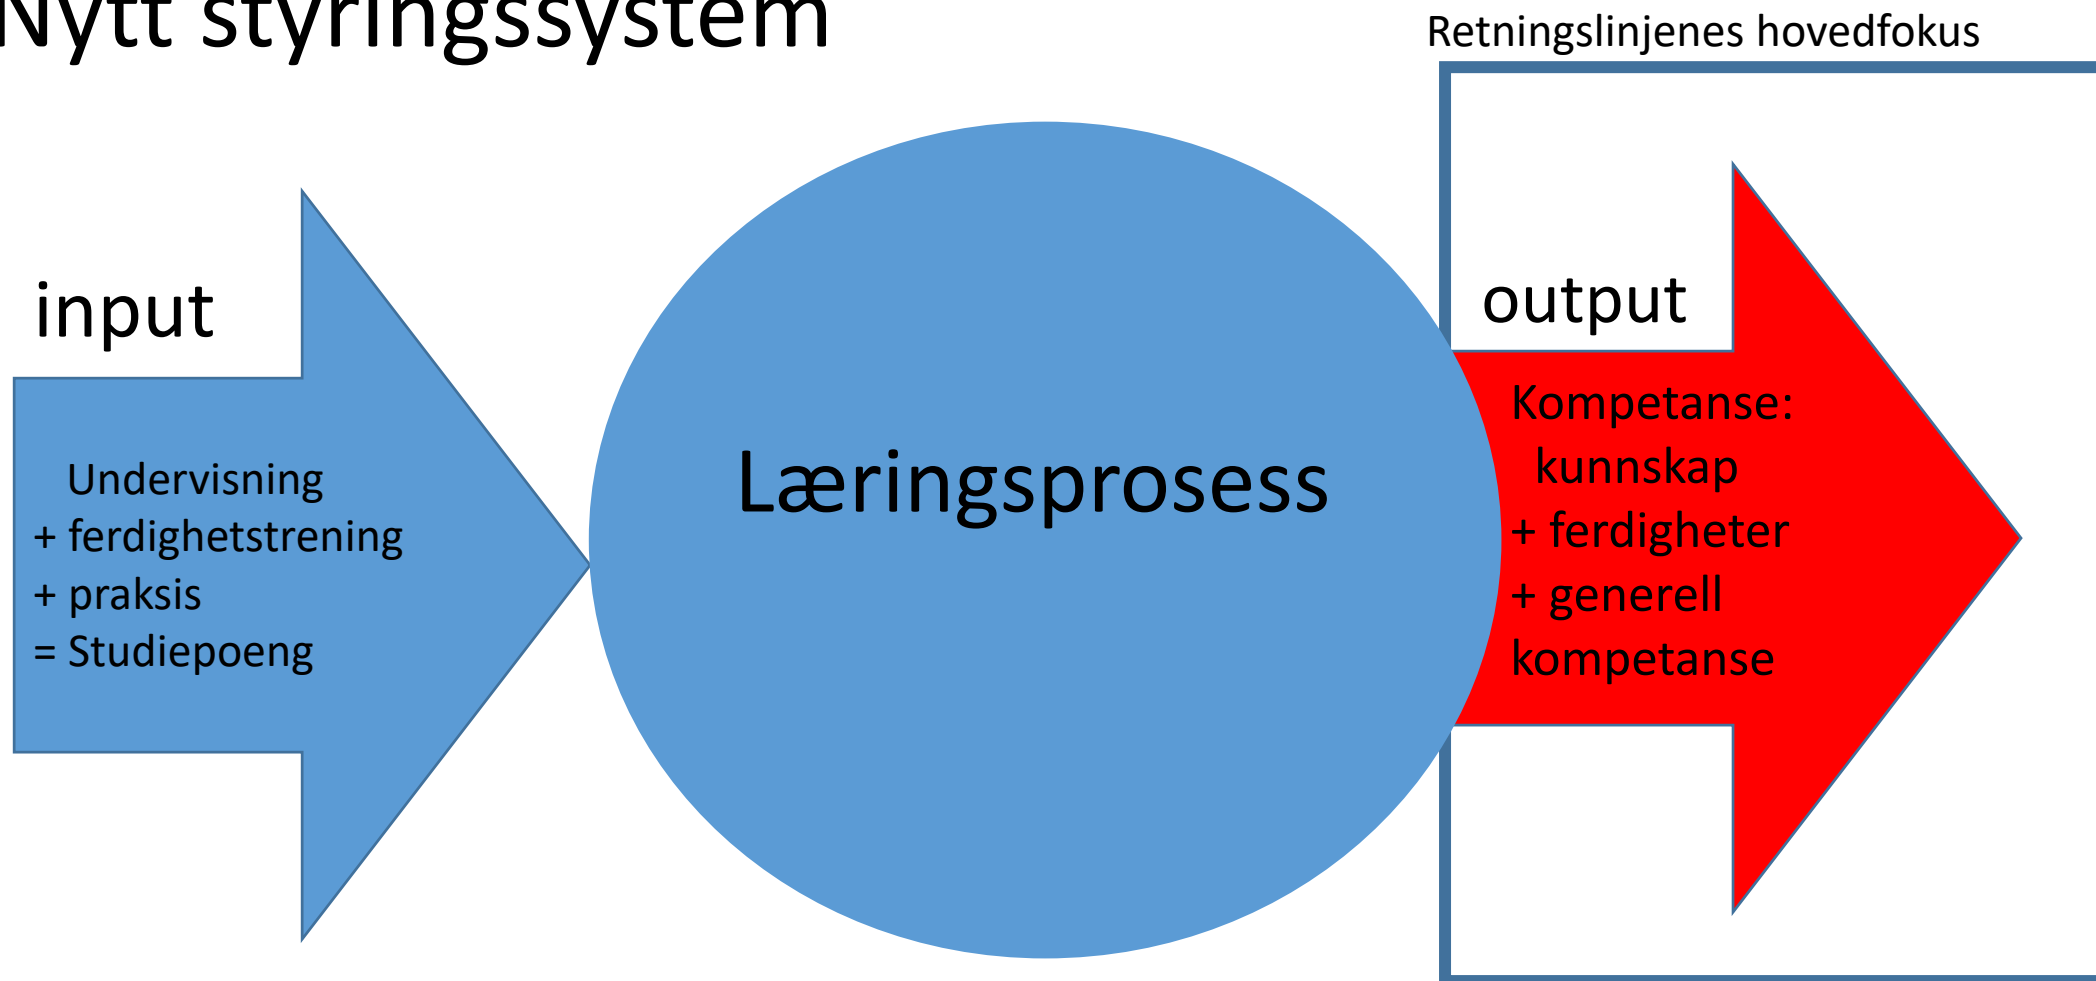 Nytt styringssystem
Retningslinjenes hovedfokus
input
Undervisning
+ ferdighetstrening
+ praksis
= Studiepoeng
Læringsprosess
output
Kompetanse:
kunnskap
+ ferdigheter
+ generell
kompetanse